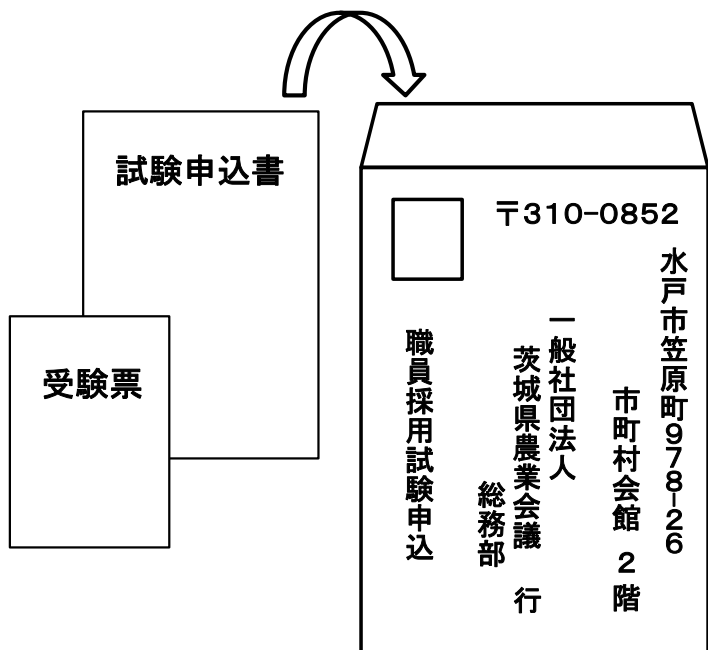 試験申込書
受験票
〒310-0852
水戸市笠原町978-26
市町村会館 2階
一般社団法人
茨城県農業会議 行
総務部
職員採用試験申込